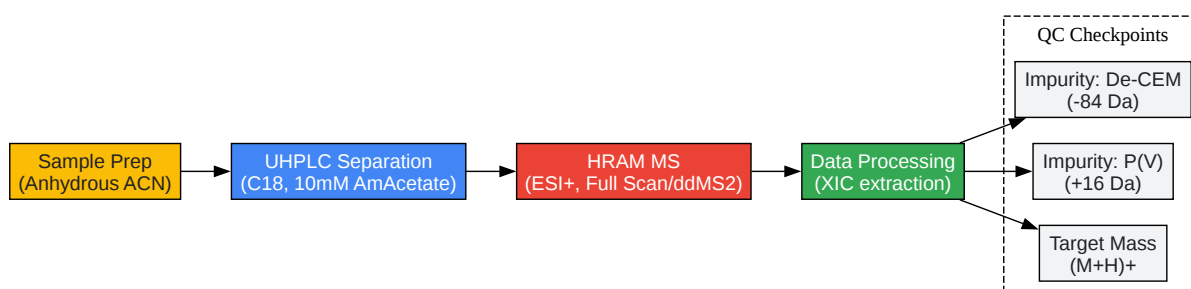 QC Checkpoints
Impurity: De-CEM
(-84 Da)
Sample Prep
(Anhydrous ACN)
UHPLC Separation
(C18, 10mM AmAcetate)
HRAM MS
(ESI+, Full Scan/ddMS2)
Data Processing
(XIC extraction)
Impurity: P(V)
(+16 Da)
Target Mass
(M+H)+